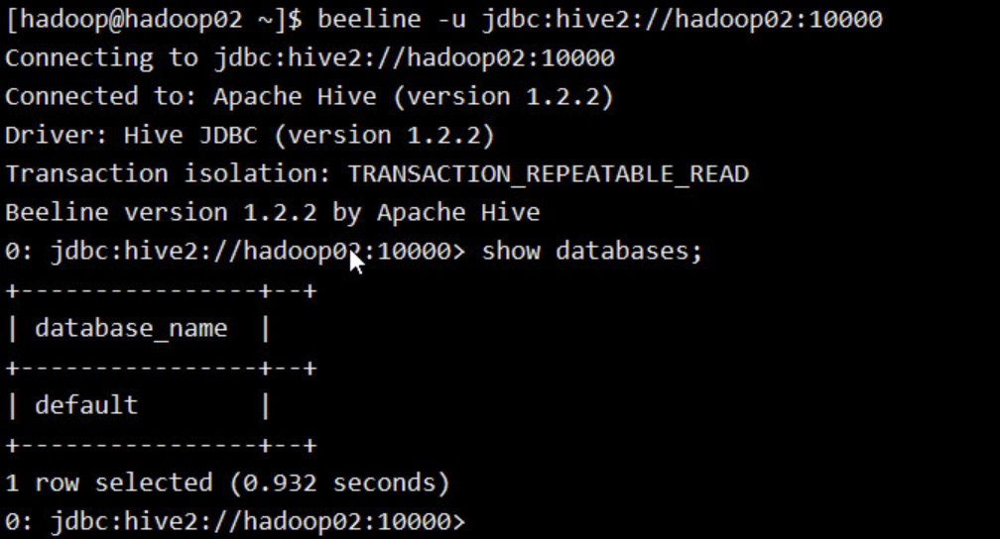 [hadoop@hadoop02 ~]$ beeline -u jdbc:hive2://hadoop02:10000
Connecting to jdbc:hive2://hadoop02:10000
Connected to: Apache Hive (version 1.2.2)
Driver: Hive JDBC (version 1.2.2)
Transaction isolation: TRANSACTION_REPEATABLE_READ
Beeline version 1.2.2 by Apache Hive
0: jdbc:hive2://hadoop02:10000> show databases;
+----------------+--+
| database_name  |
+----------------+--+
| default        |
+----------------+--+
1 row selected (0.932 seconds)
0: jdbc:hive2://hadoop02:10000>